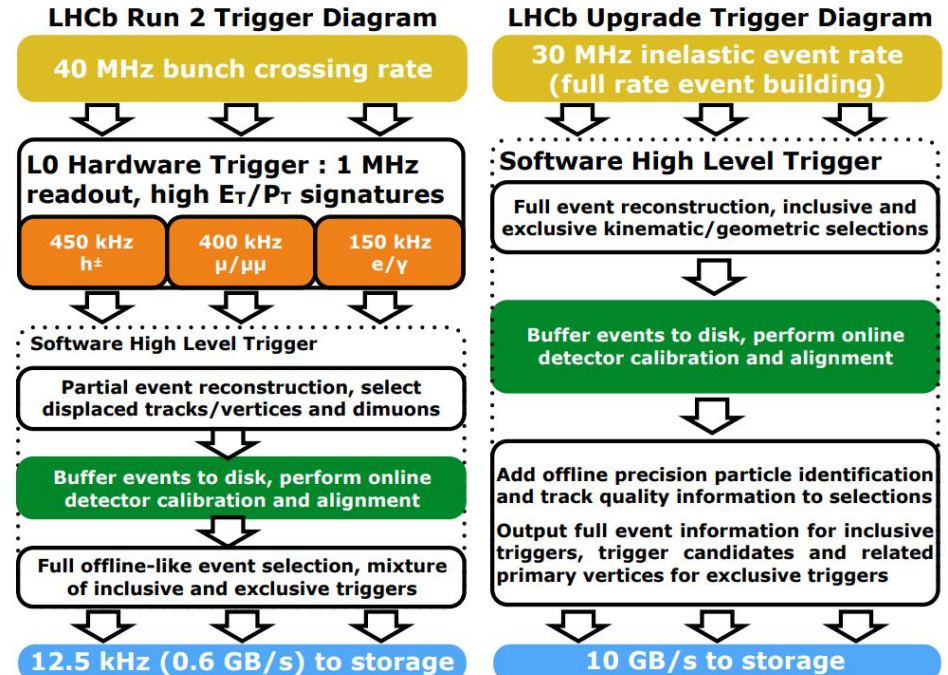 LHCb Run 2 Trigger Diagram
40 MHz bunch crossing rate
L0 Hardware Trigger : 1 MHz
readout, high ET/PT signatures
450 kHz
h±
400 kHz
μ/μμ
150 kHz
e/γ
Software High Level Trigger
Partial event reconstruction, select
displaced tracks/vertices and dimuons
Buffer events to disk, perform online
detector calibration and alignment
Full offline-like event selection, mixture
of inclusive and exclusive triggers
12.5 kHz (0.6 GB/s) to storage
LHCb Upgrade Trigger Diagram
30 MHz inelastic event rate
(full rate event building)
Software High Level Trigger
Full event reconstruction, inclusive and
exclusive kinematic/geometric selections
Buffer events to disk, perform online
detector calibration and alignment
Add offline precision particle identification
and track quality information to selections
Output full event information for inclusive
triggers, trigger candidates and related
primary vertices for exclusive triggers
10 GB/s to storage